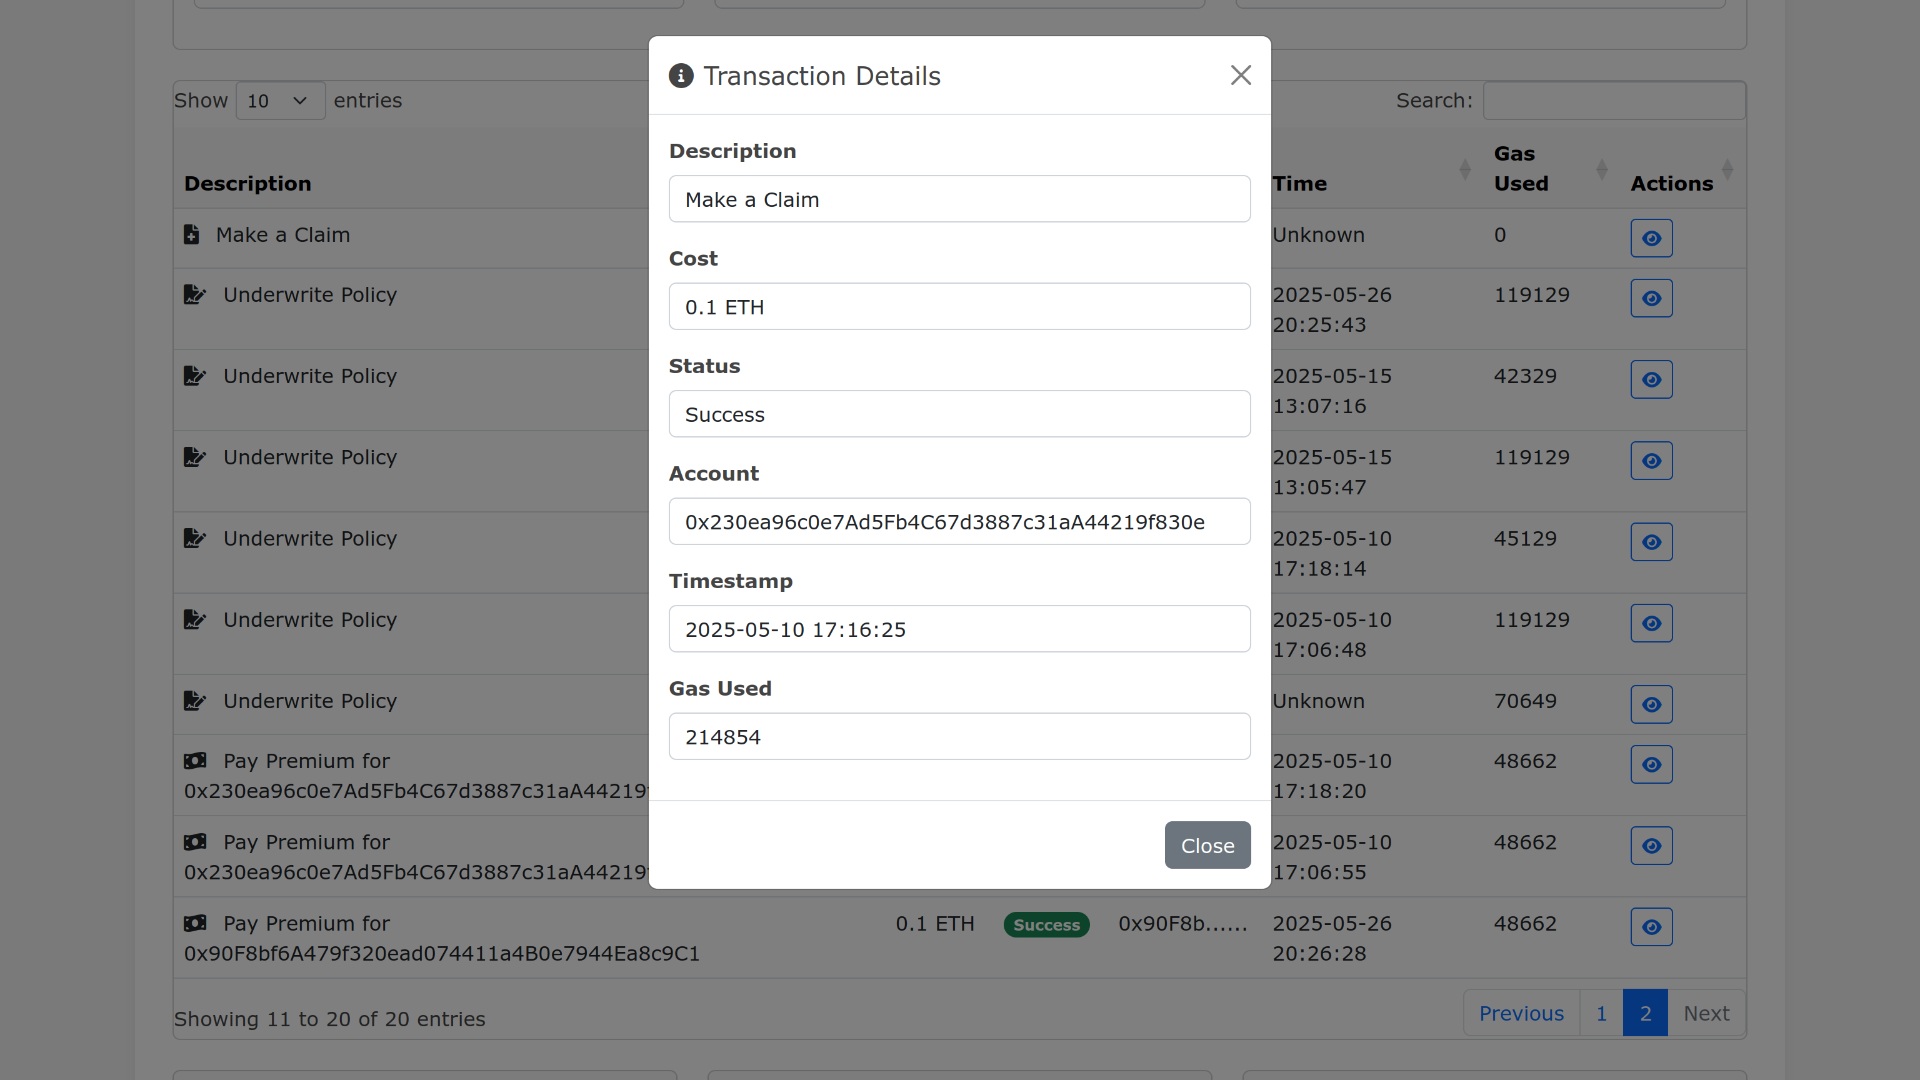 Transaction Details
Show 10 entries
Search:
Description
Time
Gas Used
Actions
Make a Claim
Unknown
0
Underwrite Policy
2025-05-26 20:25:43
119129
Underwrite Policy
2025-05-15 13:07:16
42329
Underwrite Policy
2025-05-15 13:05:47
119129
Underwrite Policy
2025-05-10 17:18:14
45129
Underwrite Policy
2025-05-10 17:06:48
119129
Underwrite Policy
Unknown
70649
Pay Premium for
0x230ea96c0e7Ad5Fb4C67d3887c31aA44219
2025-05-10 17:18:20
48662
Pay Premium for
0x230ea96c0e7Ad5Fb4C67d3887c31aA44219
2025-05-10 17:06:55
48662
Pay Premium for
0x90F8bf6A479f320ead074411a4B0e7944Ea8c9C1
0.1 ETH
Success
0x90F8b......
2025-05-26 20:26:28
48662
Showing 11 to 20 of 20 entries
Previous 1 2 Next
Description
Make a Claim
Cost
0.1 ETH
Status
Success
Account
0x230ea96c0e7Ad5Fb4C67d3887c31aA44219f830e
Timestamp
2025-05-10 17:16:25
Gas Used
214854
Close